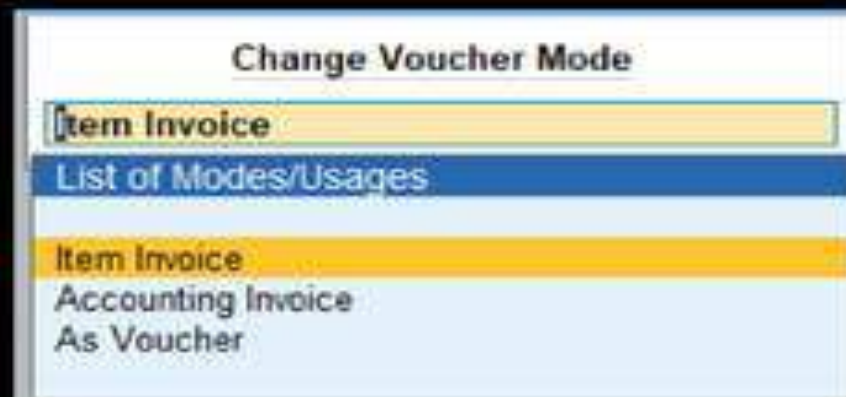 Change Voucher Mode
Item Invoice
List of Modes/Usages
Item Invoice
Accounting Invoice
As Voucher